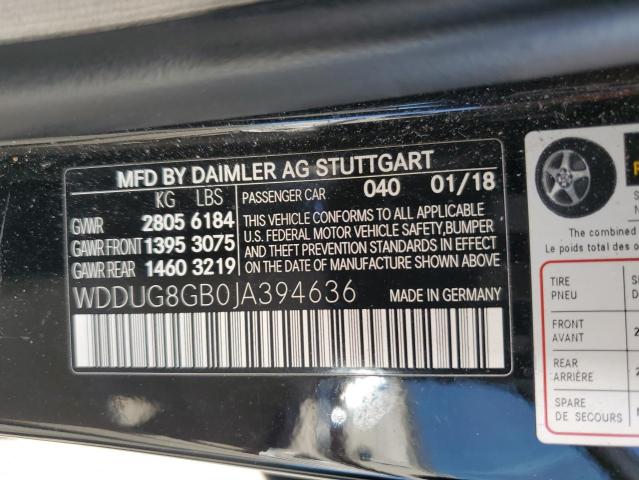 MFD BY DAIMLER AG STUTTGART
KG LBS
GVWR 2805 6184
GAWR FRONT 1395 3075
GAWR REAR 1460 3219
PASSENGER CAR 040 01/18
THIS VEHICLE CONFORMS TO ALL APPLICABLE
U.S. FEDERAL MOTOR VEHICLE SAFETY, BUMPER
AND THEFT PREVENTION STANDARDS IN EFFECT
ON THE DATE OF MANUFACTURE SHOWN ABOVE
WDDUG8GB0JA394636 MADE IN GERMANY
The combined
Le poids total des o
TIRE
PNEU
FRONT
AVANT
REAR
ARRIÈRE
SPARE
DE SECOURS